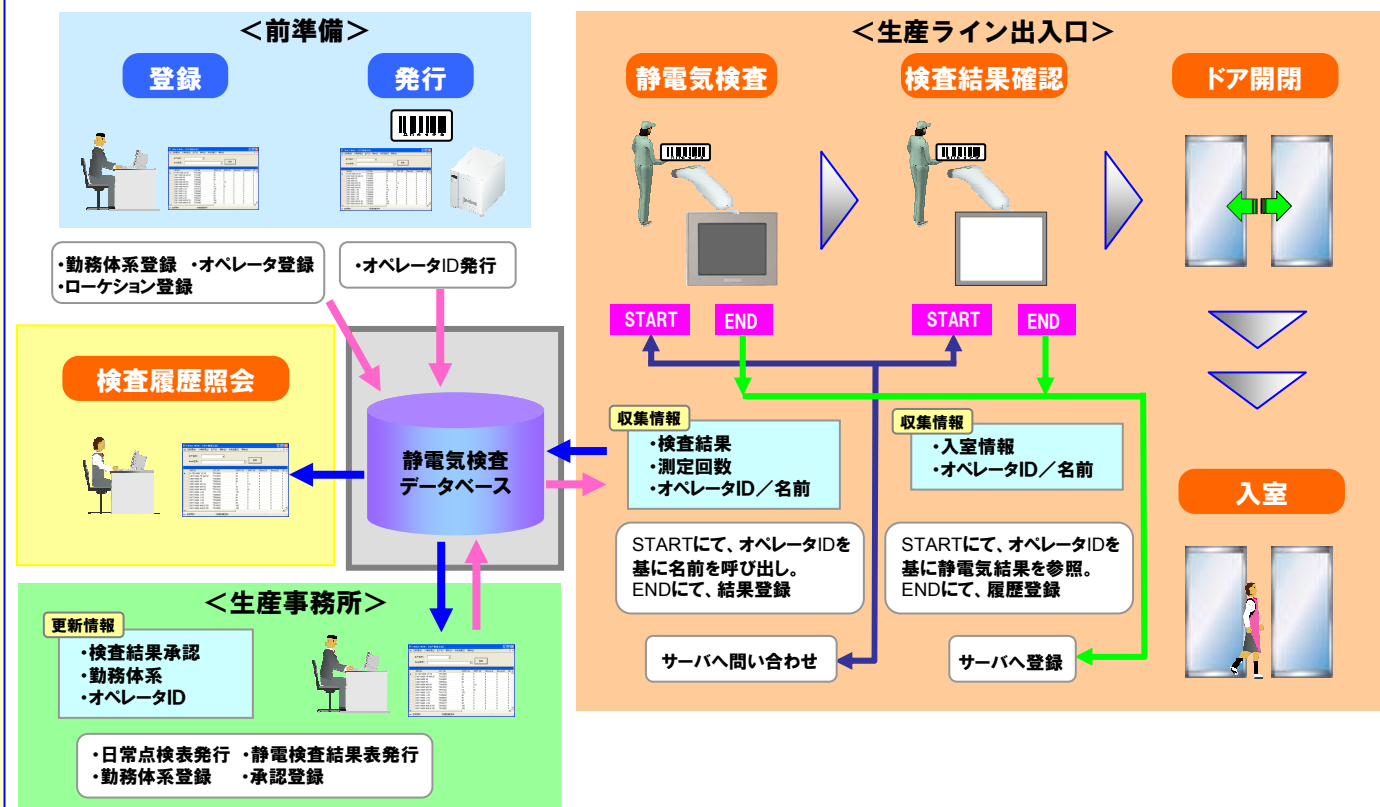 ＜前準備＞
登録
発行
・勤務体系登録 ・オペレータ登録
・ローケション登録
・オペレータID発行
検査履歴照会
静電気検査
データベース
＜生産事務所＞
更新情報
・検査結果承認
・勤務体系
・オペレータID
・日常点検表発行 ・静電検査結果表発行
・勤務体系登録 ・承認登録
＜生産ライン出入口＞
静電気検査
検査結果確認
ドア開閉
START
END
START
END
収集情報
・検査結果
・測定回数
・オペレータID／名前
収集情報
・入室情報
・オペレータID／名前
STARTにて、オペレータIDを
基に名前を呼び出し。
ENDにて、結果登録
STARTにて、オペレータIDを
基に静電気結果を参照。
ENDにて、履歴登録
サーバへ問い合わせ
サーバへ登録
入室